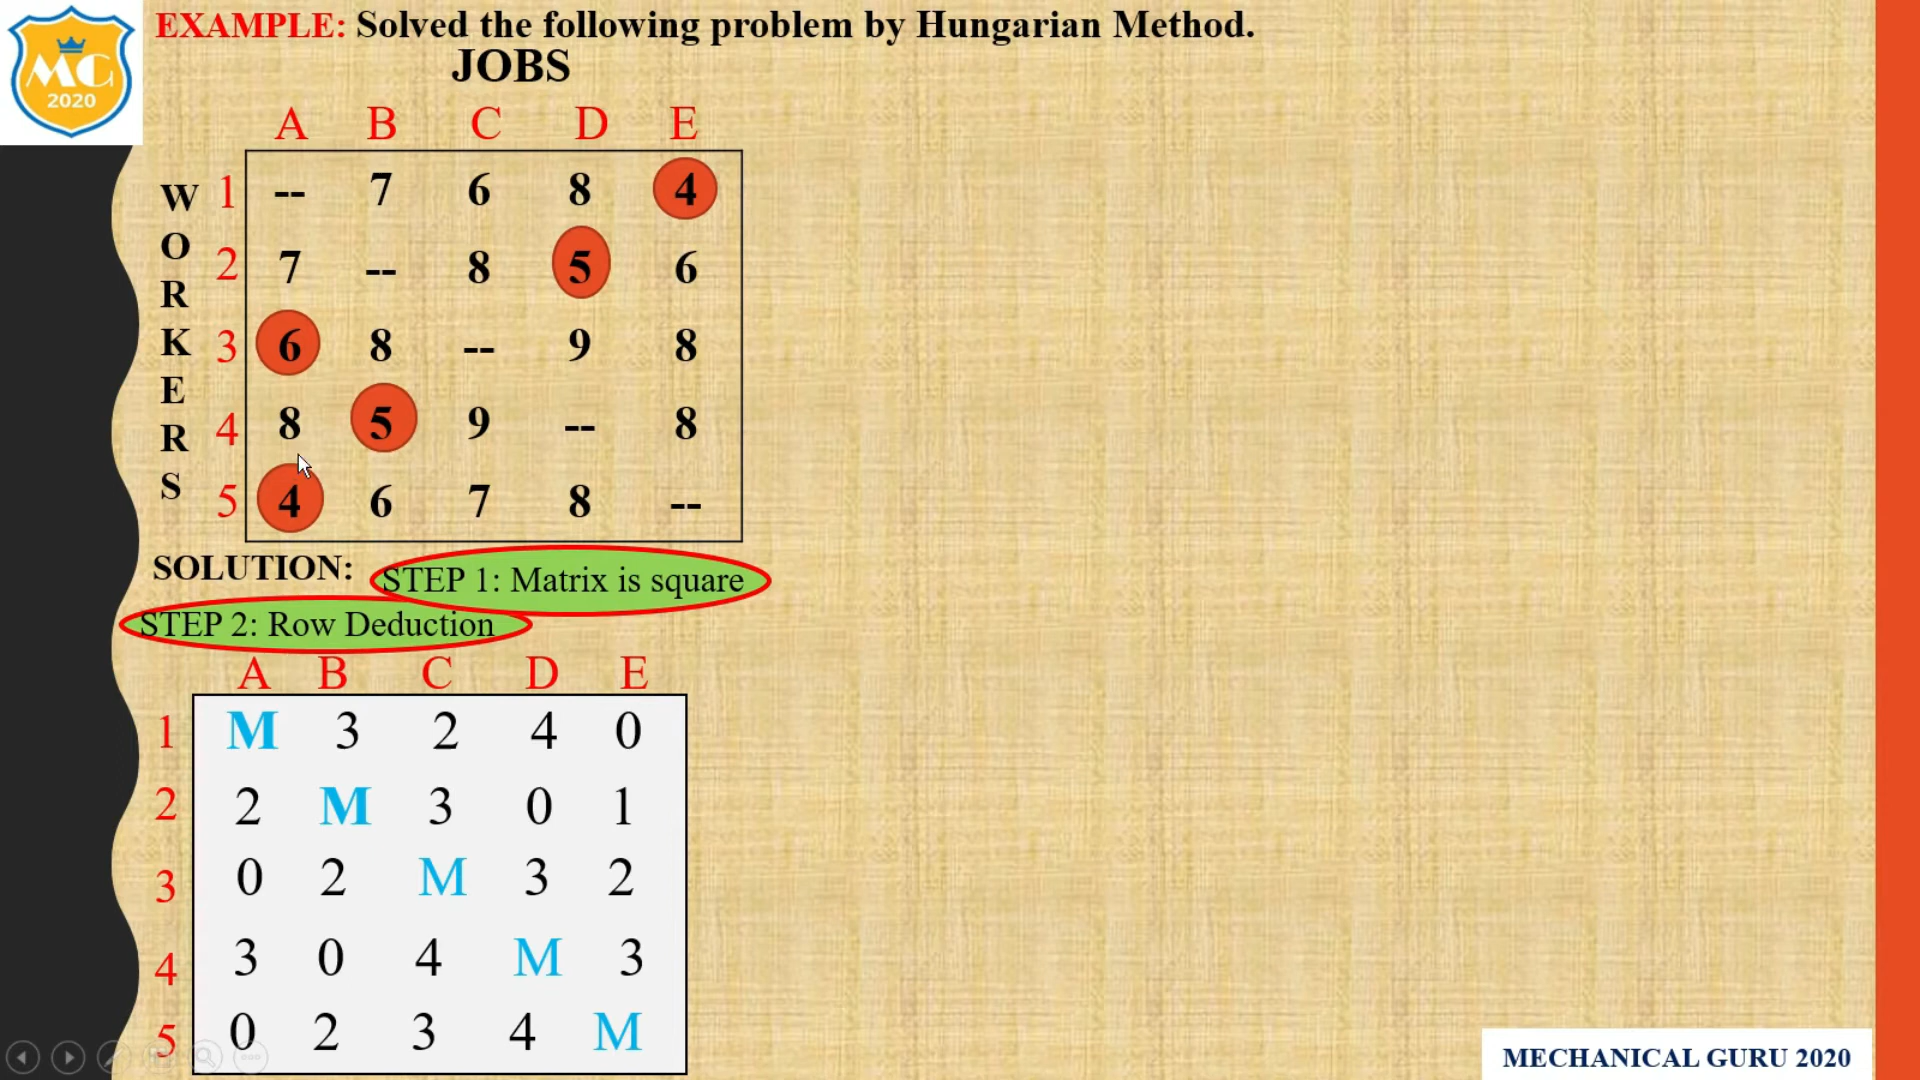 MG
2020
EXAMPLE: Solved the following problem by Hungarian Method.
JOBS
A B C D E
WORKERS
1 -- 7 6 8 4
2 7 -- 8 5 6
3 6 8 -- 9 8
4 8 5 9 -- 8
5 4 6 7 8 --
SOLUTION: STEP 1: Matrix is square
STEP 2: Row Deduction
A B C D E
1 M 3 2 4 0
2 2 M 3 0 1
3 0 2 M 3 2
4 3 0 4 M 3
5 0 2 3 4 M
MECHANICAL GURU 2020